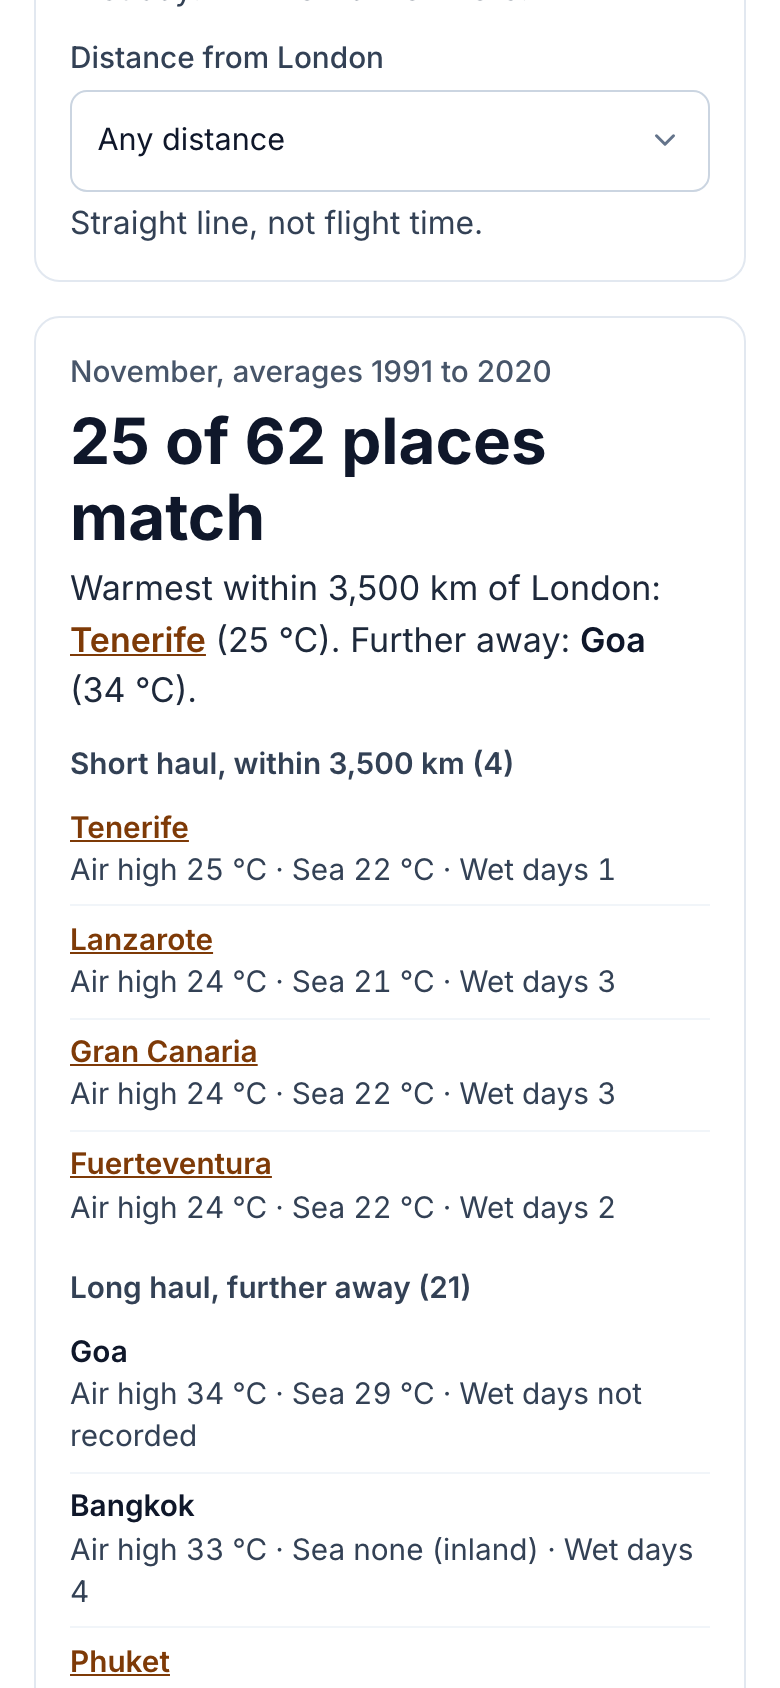 Distance from London
Any distance
Straight line, not flight time.
November, averages 1991 to 2020
25 of 62 places
match
Warmest within 3,500 km of London:
Tenerife (25 °C). Further away: Goa
(34 °C).
Short haul, within 3,500 km (4)
Tenerife
Air high 25 °C · Sea 22 °C · Wet days 1
Lanzarote
Air high 24 °C · Sea 21 °C · Wet days 3
Gran Canaria
Air high 24 °C · Sea 22 °C · Wet days 3
Fuerteventura
Air high 24 °C · Sea 22 °C · Wet days 2
Long haul, further away (21)
Goa
Air high 34 °C · Sea 29 °C · Wet days not
recorded
Bangkok
Air high 33 °C · Sea none (inland) · Wet days
4
Phuket